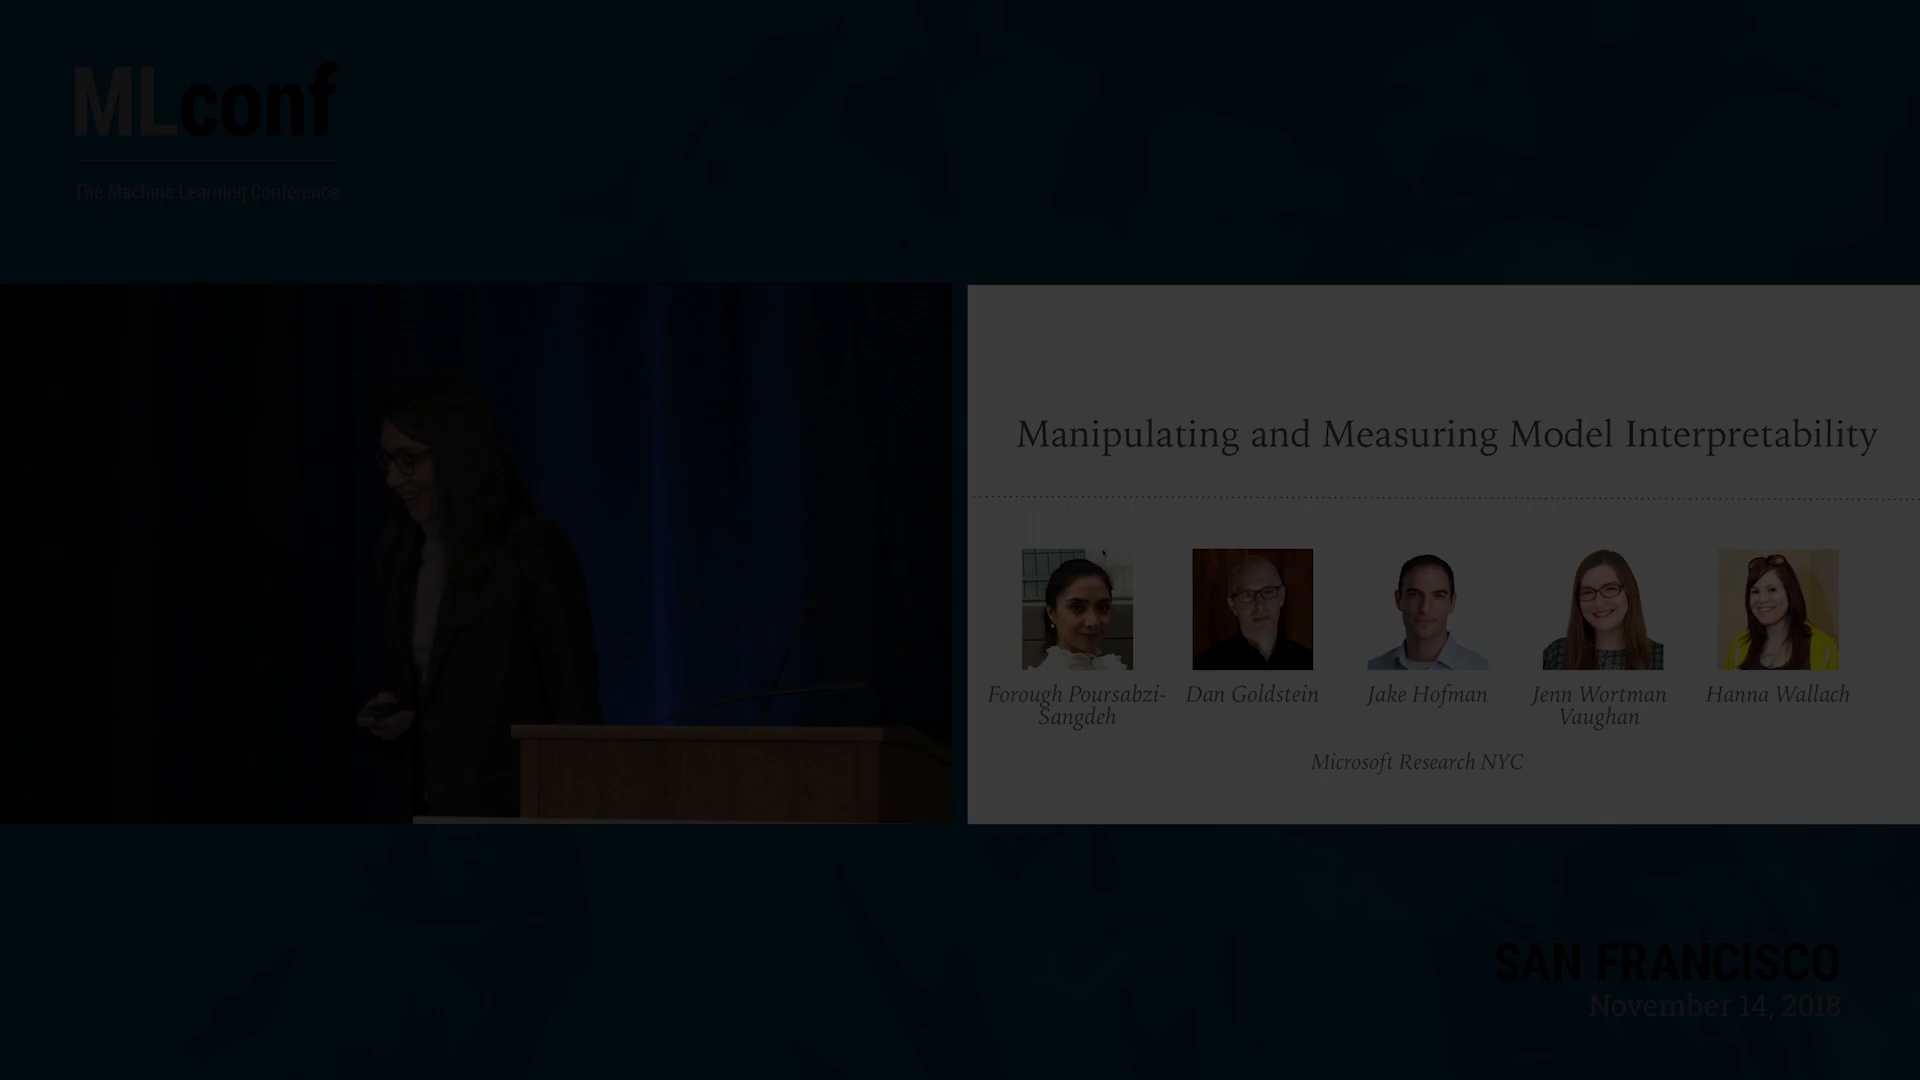 MLconf
The Machine Learning Conference
Manipulating and Measuring Model Interpretability
Forough Poursabzi-
Sangdeh
Dan Goldstein
Jake Hofman
Jenn Wortman
Vaughan
Hanna Wallach
Microsoft Research NYC
SAN FRANCISCO
November 14, 2018